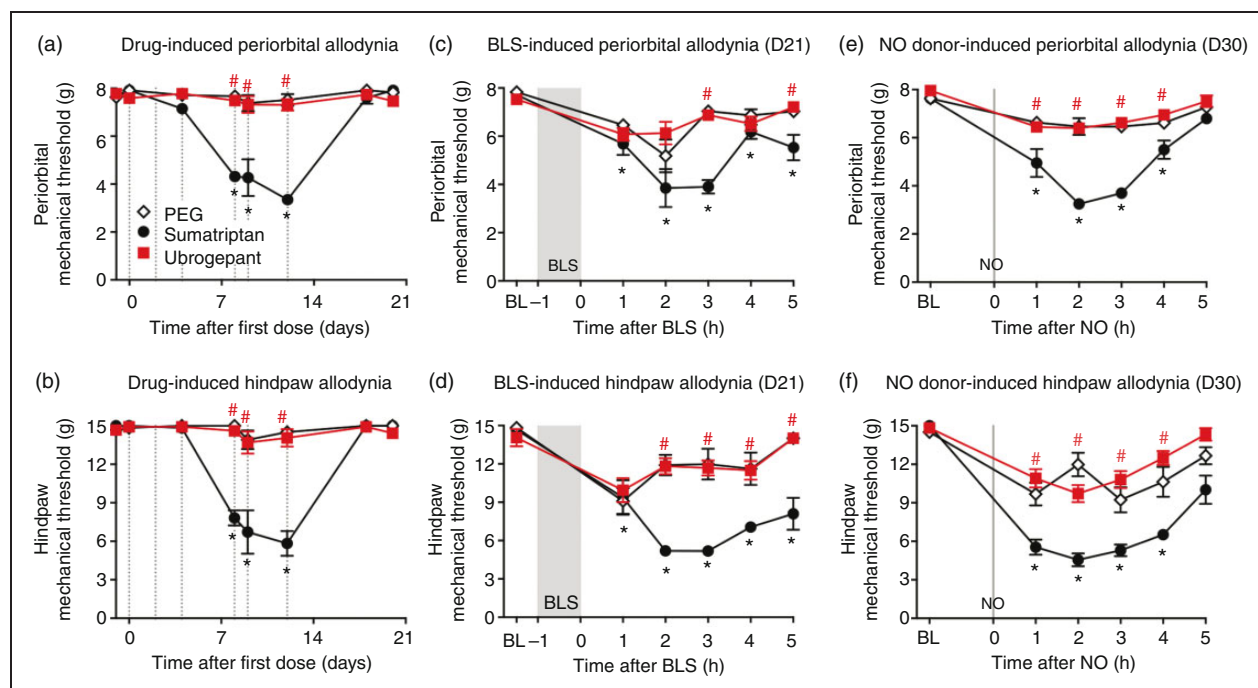 (a)
Drug-induced periorbital allodynia
Periorbital
mechanical threshold (g)
8
6
4
2
0
# # #
* * *
PEG
Sumatriptan
Ubrogepant
0 7 14 21
Time after first dose (days)
(c)
BLS-induced periorbital allodynia (D21)
Periorbital
mechanical threshold (g)
8
6
4
2
0
# #
* * * * *
BLS
BL –1 0 1 2 3 4 5
Time after BLS (h)
(e)
NO donor-induced periorbital allodynia (D30)
Periorbital
mechanical threshold (g)
8
6
4
2
0
# # # #
* * * *
NO
BL 0 1 2 3 4 5
Time after NO (h)
(b)
Drug-induced hindpaw allodynia
Hindpaw
mechanical threshold (g)
15
12
9
6
3
0
# # #
* * *
0 7 14 21
Time after first dose (days)
(d)
BLS-induced hindpaw allodynia (D21)
Hindpaw
mechanical threshold (g)
15
12
9
6
3
0
# # # #
* * * * *
BLS
BL –1 0 1 2 3 4 5
Time after BLS (h)
(f)
NO donor-induced hindpaw allodynia (D30)
Hindpaw
mechanical threshold (g)
15
12
9
6
3
0
# # # #
* * * *
NO
BL 0 1 2 3 4 5
Time after NO (h)